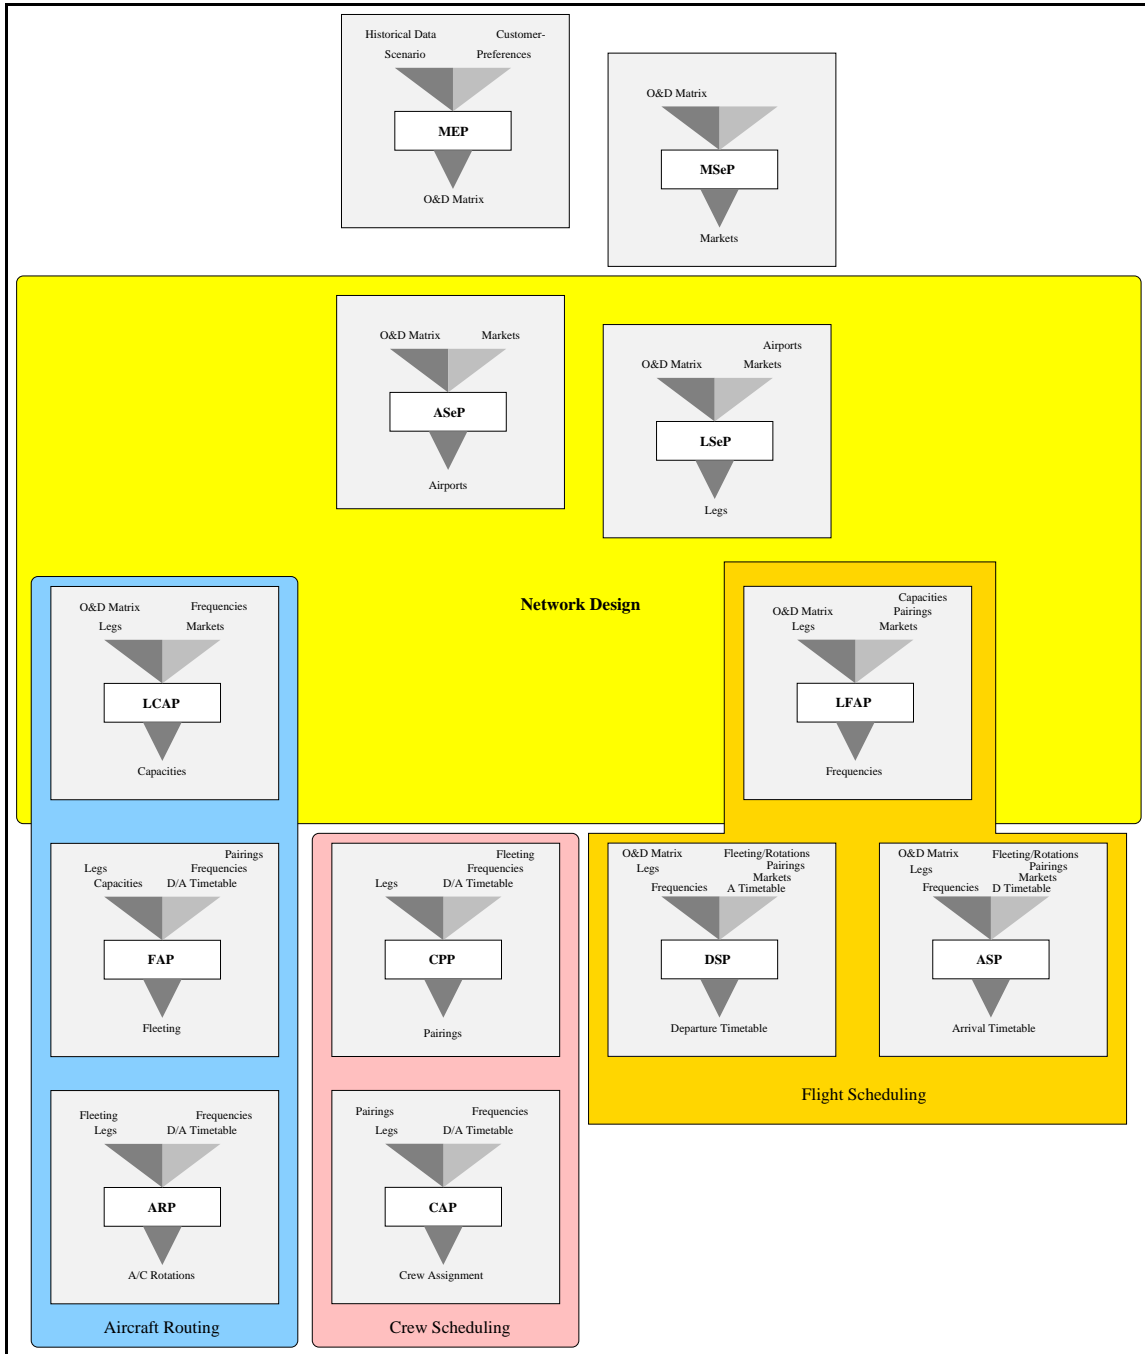 Historical Data Customer-
Scenario Preferences
MEP
O&D Matrix
O&D Matrix
MSeP
Markets
O&D Matrix Markets
ASeP
Airports
Airports
O&D Matrix Markets
LSeP
Legs
Network Design
O&D Matrix Frequencies
Legs Markets
LCAP
Capacities
Capacities
O&D Matrix Pairings
Legs Markets
LFAP
Frequencies
Pairings
Legs Frequencies
Capacities D/A Timetable
FAP
Fleeting
Fleeting
Frequencies
Legs D/A Timetable
CPP
Pairings
O&D Matrix Fleeting/Rotations
Legs Pairings
Markets
Frequencies A Timetable
DSP
Departure Timetable
O&D Matrix Fleeting/Rotations
Legs Pairings
Markets
Frequencies D Timetable
ASP
Arrival Timetable
Flight Scheduling
Fleeting Frequencies
Legs D/A Timetable
ARP
A/C Rotations
Aircraft Routing
Pairings Frequencies
Legs D/A Timetable
CAP
Crew Assignment
Crew Scheduling